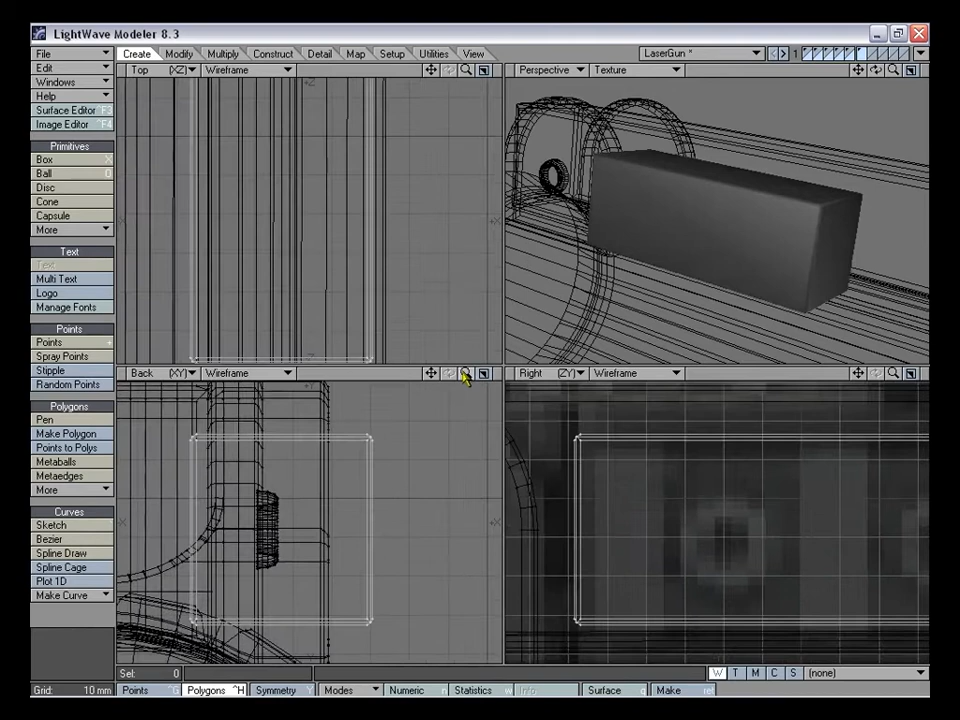 LightWave Modeler 8.3
File Create Modify Multiply Construct Detail Map Setup Utilities View LaserGun * 1
Edit Top (XZ) Wireframe Perspective Texture
Windows
Help
Surface Editor F3
Image Editor F4
Primitives
Box X
Ball O
Disc
Cone
Capsule
More
Text
Text
Multi Text
Logo
Manage Fonts
Points
Points +
Spray Points
Stipple Back (XY) Wireframe Right (ZY) Wireframe
Random Points
Polygons
Pen
Make Polygon
Points to Polys
Metaballs
Metaedges
More
Curves
Sketch
Bezier
Spline Draw
Spline Cage
Plot 1D
Make Curve
Sel: 0 W T M C S (none)
Grid: 10 mm Points ^G Polygons ^H Symmetry Y Modes Numeric n Statistics w Info Surface q Make